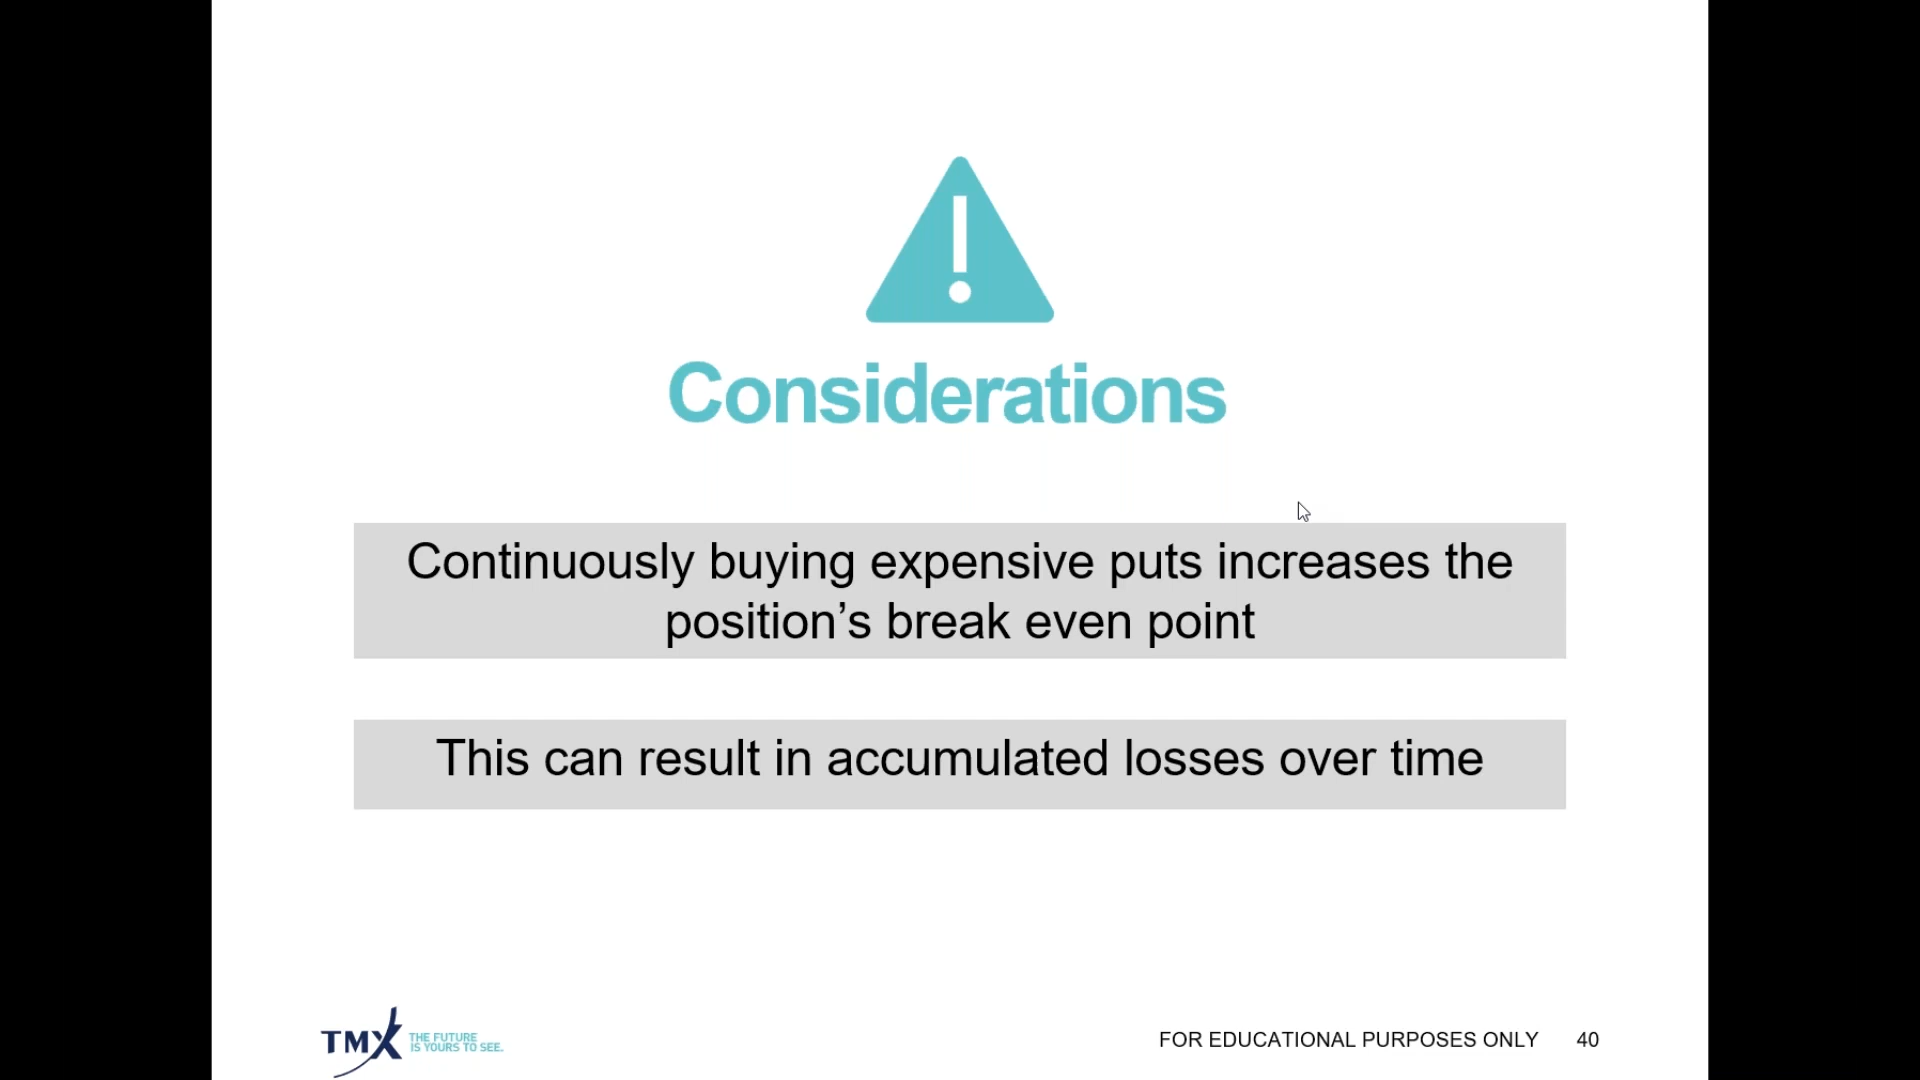 Considerations
Continuously buying expensive puts increases the
position’s break even point
This can result in accumulated losses over time
TMX THE FUTURE
IS YOURS TO SEE.
FOR EDUCATIONAL PURPOSES ONLY 40